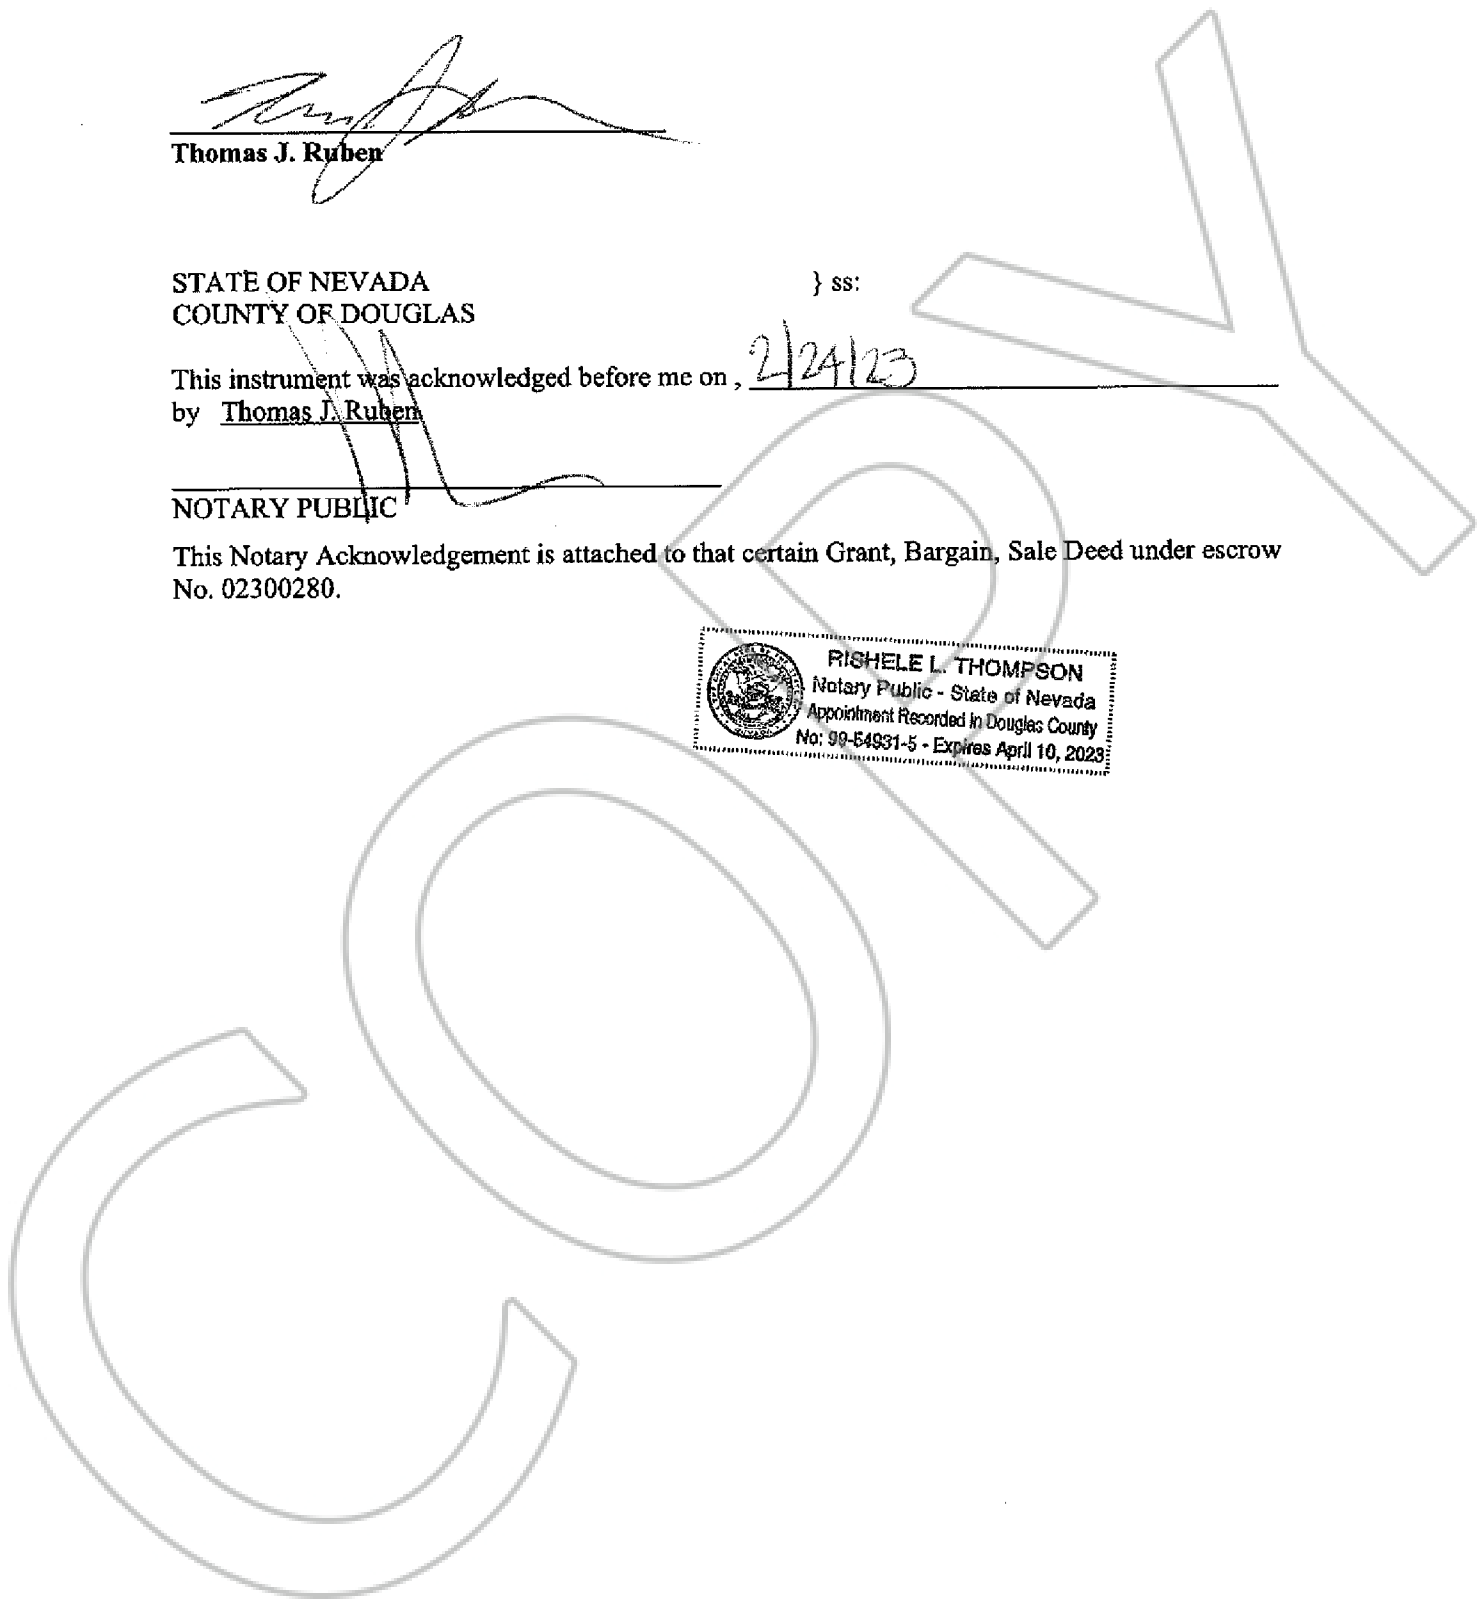 Thomas J. Ruben
STATE OF NEVADA } ss:
COUNTY OF DOUGLAS
This instrument was acknowledged before me on , 2/24/23
by Thomas J. Ruben
NOTARY PUBLIC
This Notary Acknowledgement is attached to that certain Grant, Bargain, Sale Deed under escrow
No. 02300280.
RISHELE L. THOMPSON
Notary Public - State of Nevada
Appointment Recorded in Douglas County
No: 99-54931-5 - Expires April 10, 2023
COPY